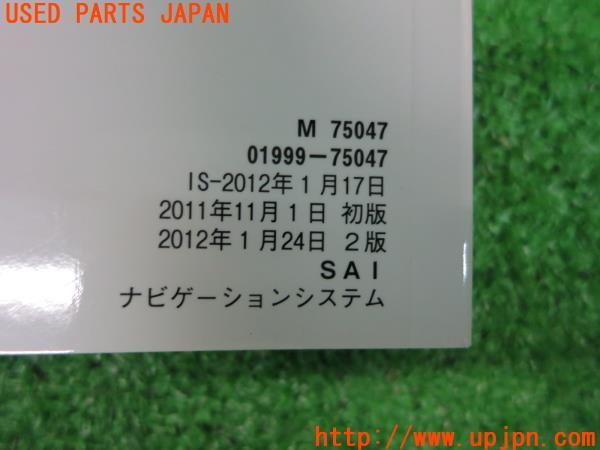 USED PARTS JAPAN
M 75047
01999-75047
IS-2012年1月17日
2011年11月1日 初版
2012年1月24日 2版
SAI
ナビゲーションシステム
http://www.upjpn.com